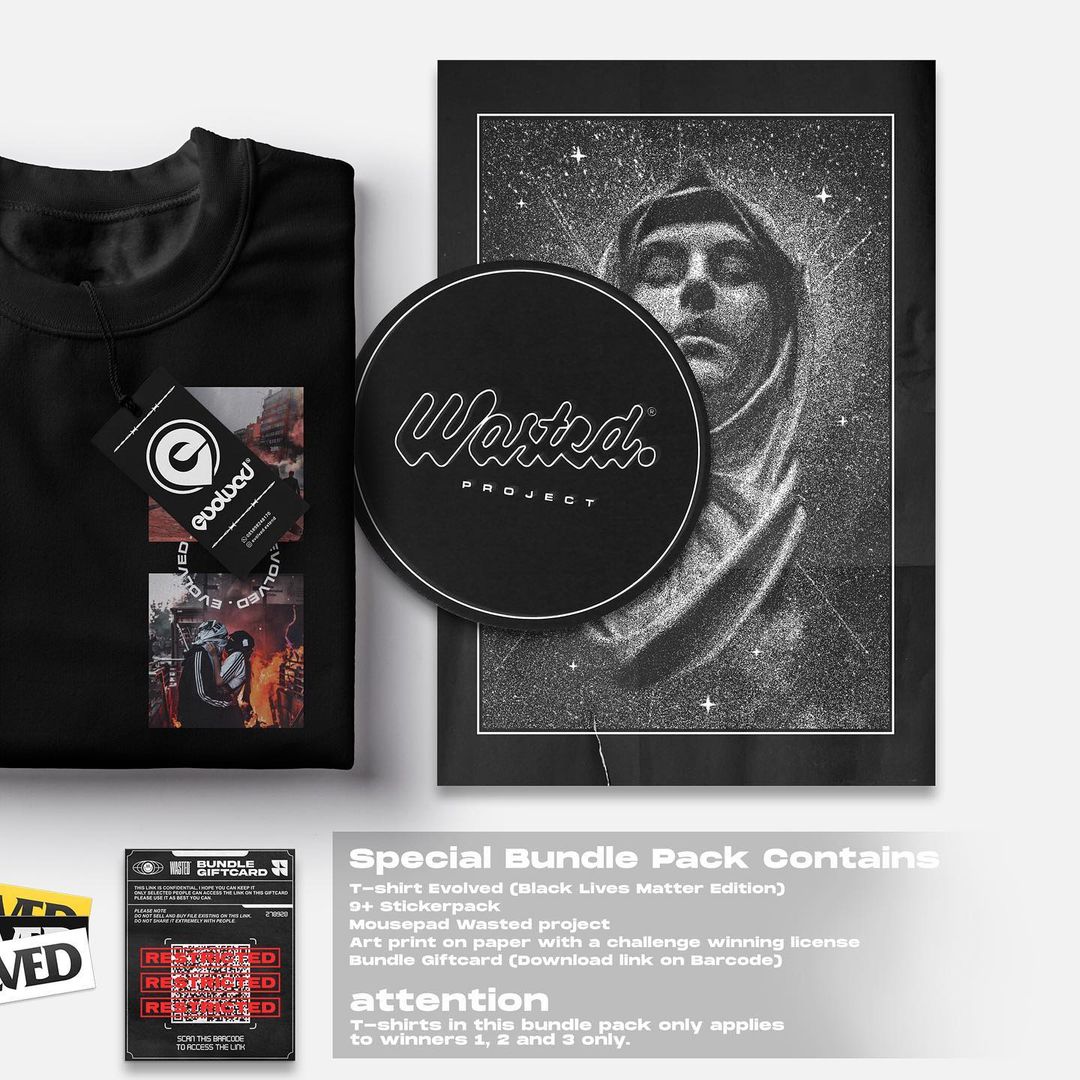 Wasted.®
PROJECT
evolved®
evolved.extrid
EVOLVED . EVOLVED
Special Bundle Pack Contains
T-shirt Evolved (Black Lives Matter Edition)
9+ Stickerpack
Mousepad Wasted project
Art print on paper with a challenge winning license
Bundle Giftcard (Download link on Barcode)
attention
T-shirts in this bundle pack only applies
to winners 1, 2 and 3 only.
WASTED
BUNDLE
GIFTCARD
THIS LINK IS CONFIDENTIAL, I HOPE YOU CAN KEEP IT
ONLY SELECTED PEOPLE CAN ACCESS THE LINK ON THIS GIFTCARD
PLEASE USE IT AS BEST YOU CAN.
PLEASE NOTE
DO NOT SELL AND BUY FILE EXISTING ON THIS LINK.
DO NOT SHARE IT EXTREMELY WITH PEOPLE.
270920
RESTRICTED
RESTRICTED
RESTRICTED
SCAN THIS BARCODE
TO ACCESS THE LINK